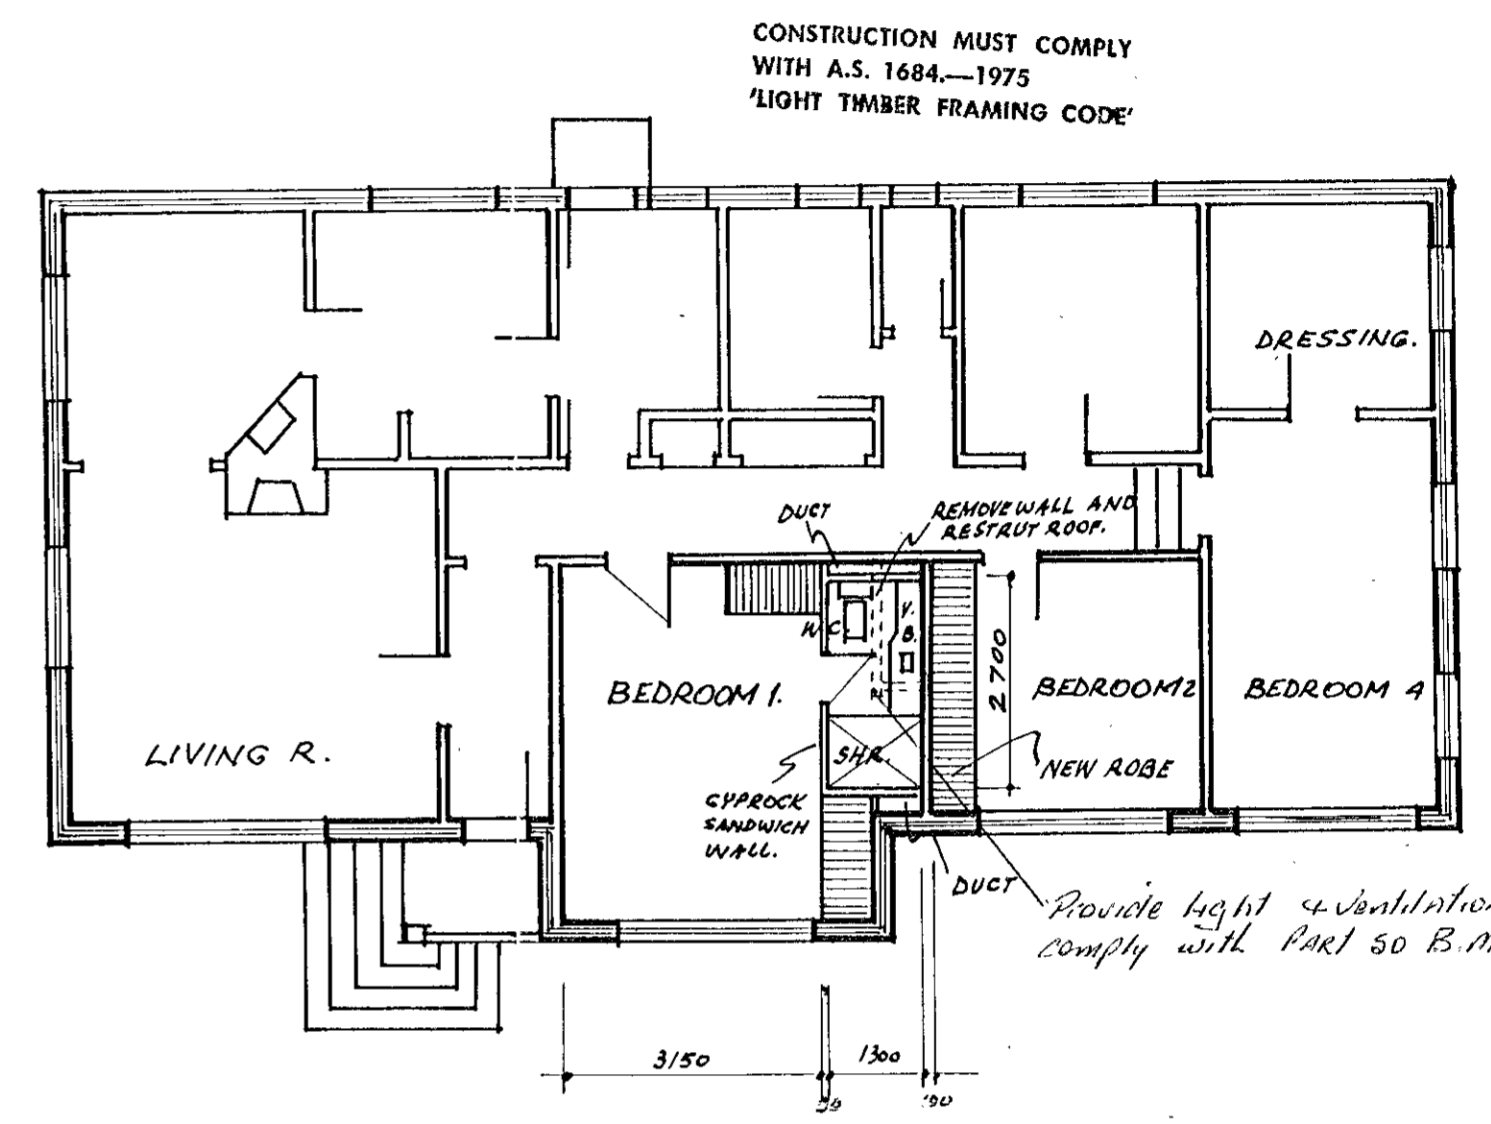 CONSTRUCTION MUST COMPLY
WITH A.S. 1684.—1975
'LIGHT TIMBER FRAMING CODE'
DRESSING.
DUCT
REMOVE WALL AND
RESTRUT ROOF.
W.C.
V.
B.
2700
BEDROOM 1.
BEDROOM 2
BEDROOM 4
LIVING R.
SHR.
NEW ROBE
GYPROCK
SANDWICH
WALL.
DUCT
Provide light & Ventilation
comply with PART 50 B.M
3150
1300
90